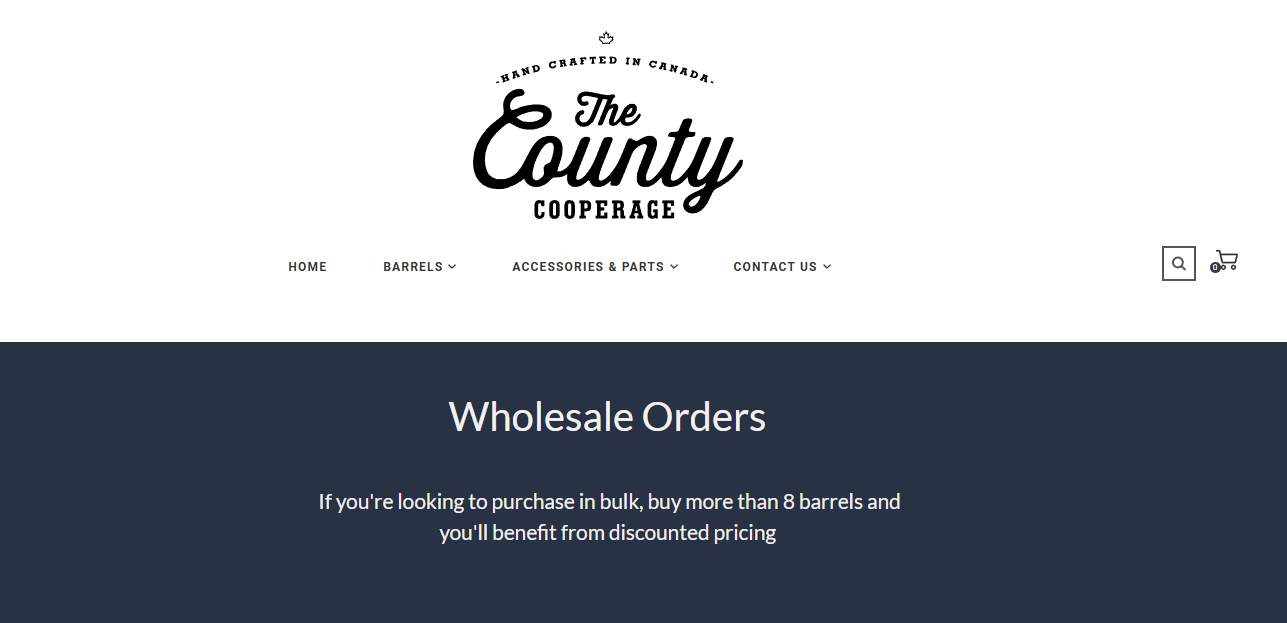 -HAND CRAFTED IN CANADA-
The
County
COOPERAGE
HOME BARRELS ACCESSORIES & PARTS CONTACT US
0
Wholesale Orders
If you're looking to purchase in bulk, buy more than 8 barrels and
you'll benefit from discounted pricing